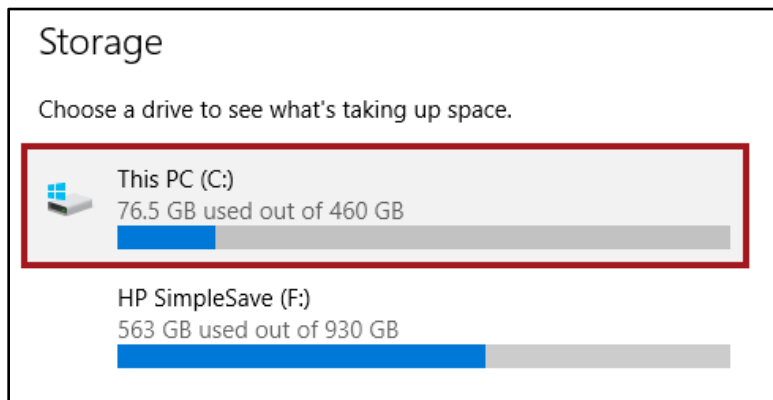 Storage
Choose a drive to see what's taking up space.
This PC (C:)
76.5 GB used out of 460 GB
HP SimpleSave (F:)
563 GB used out of 930 GB